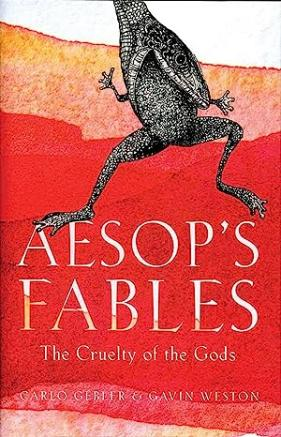 AESOP'S
FABLES
The Cruelty of the Gods
CARLO GÉBLER & GAVIN WESTON